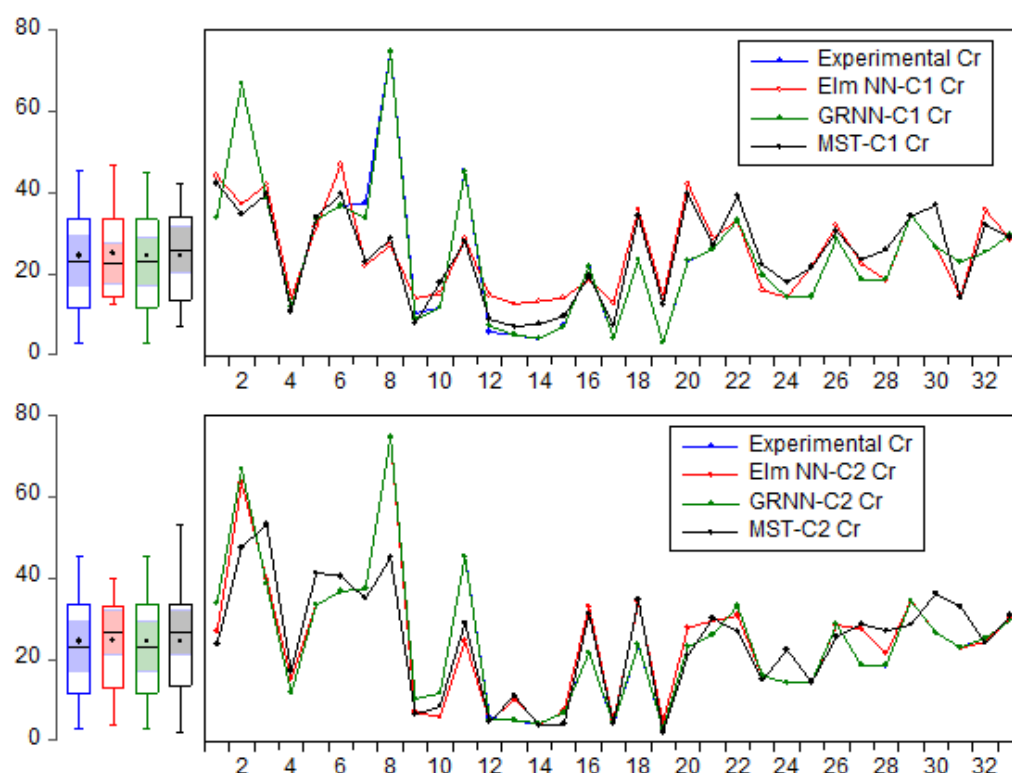 80
60
40
20
0
Experimental Cr
Elm NN-C1 Cr
GRNN-C1 Cr
MST-C1 Cr
2 4 6 8 10 12 14 16 18 20 22 24 26 28 30 32
80
60
40
20
0
Experimental Cr
Elm NN-C2 Cr
GRNN-C2 Cr
MST-C2 Cr
2 4 6 8 10 12 14 16 18 20 22 24 26 28 30 32